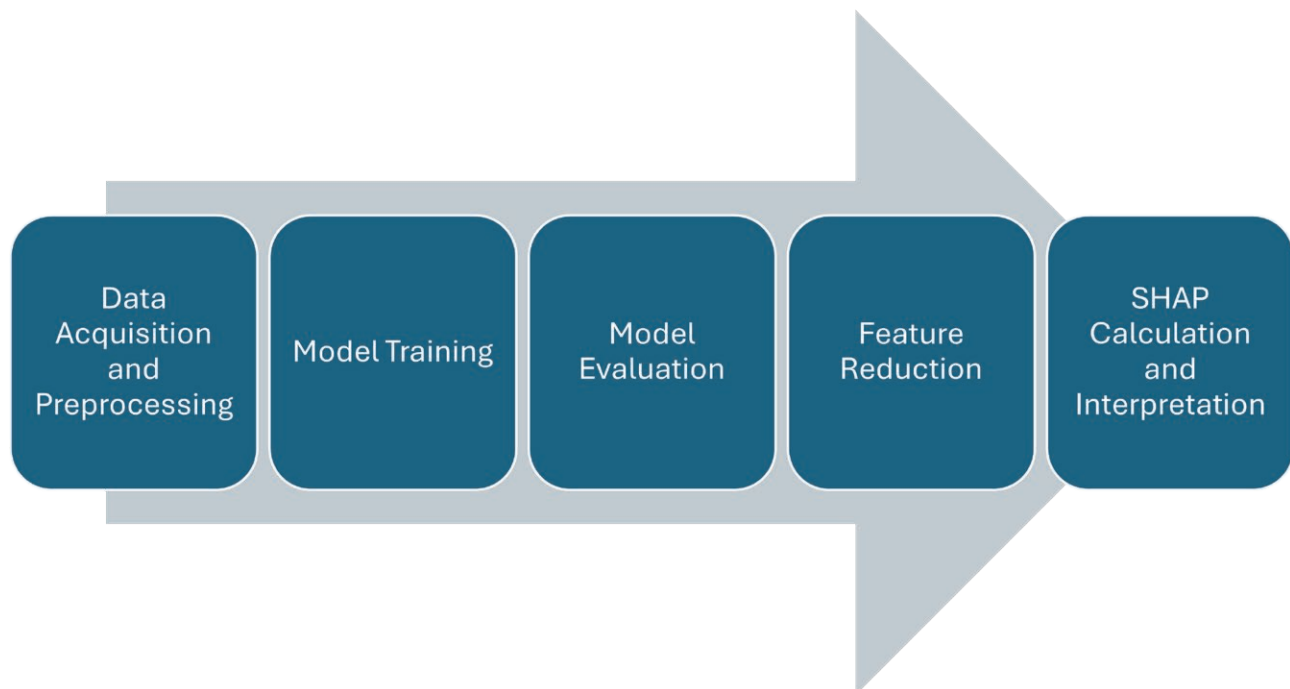 Data
Acquisition
and
Preprocessing
Model Training
Model
Evaluation
Feature
Reduction
SHAP
Calculation
and
Interpretation